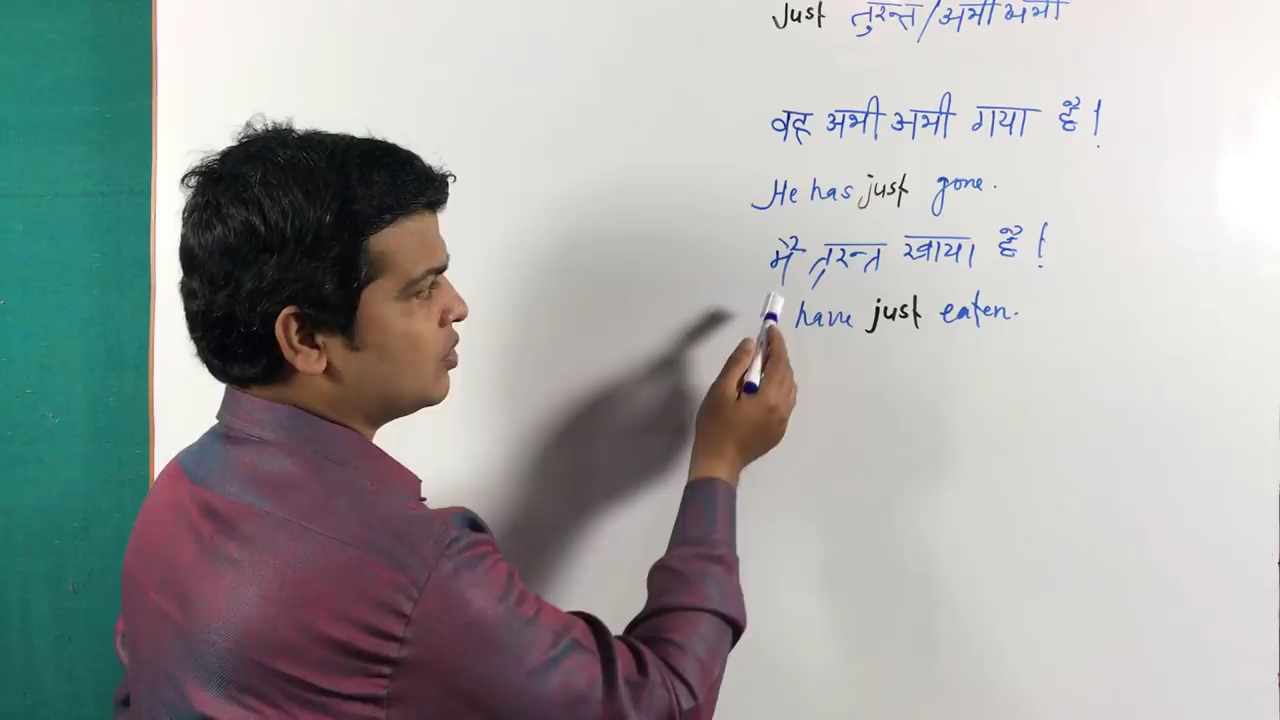 Just तुरन्त/अभी अभी
वह अभी अभी गया है!
He has just gone.
मैं तुरन्त खाया है!
have just eaten.